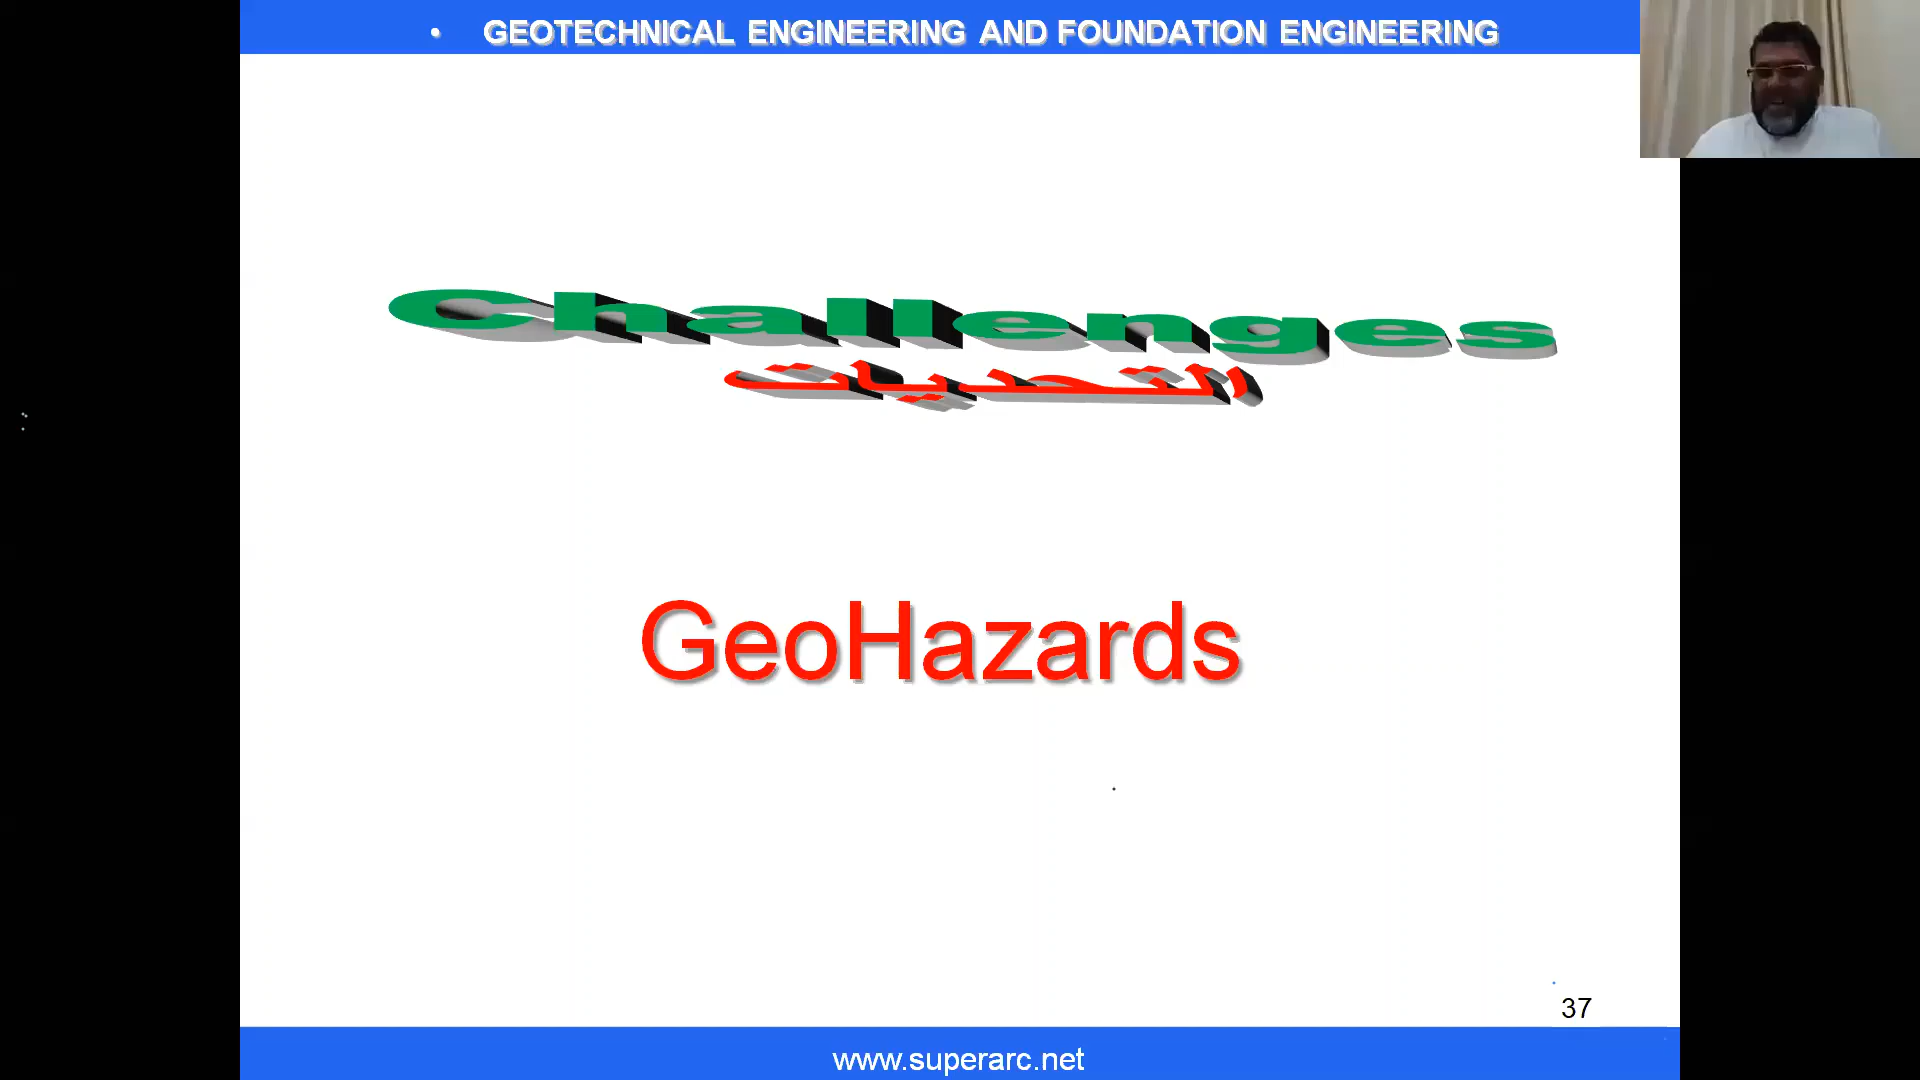 • GEOTECHNICAL ENGINEERING AND FOUNDATION ENGINEERING
Challenges
التحديات
GeoHazards
37
www.superarc.net